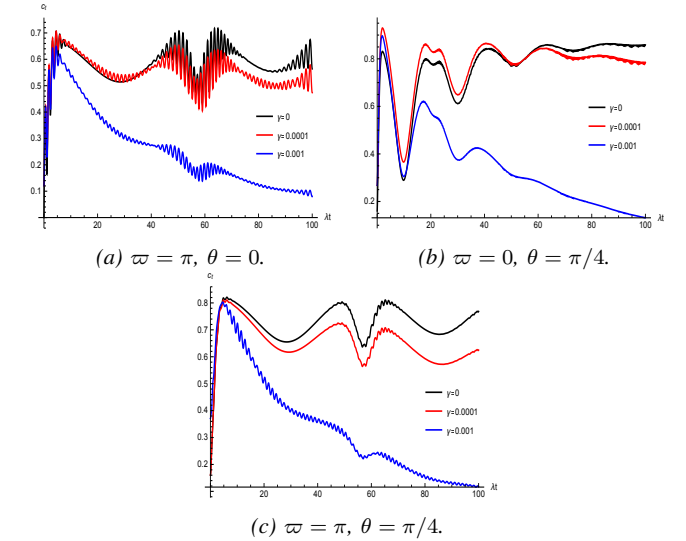 c_l
0.7
0.6
0.5
0.4
0.3
0.2
0.1
20 40 60 80 100 λt
γ=0
γ=0.0001
γ=0.001
(a) ϖ = π, θ = 0.
0.8
0.6
0.4
0.2
20 40 60 80 100 λt
γ=0
γ=0.0001
γ=0.001
(b) ϖ = 0, θ = π/4.
c_l
0.8
0.7
0.6
0.5
0.4
0.3
0.2
20 40 60 80 100 λt
γ=0
γ=0.0001
γ=0.001
(c) ϖ = π, θ = π/4.